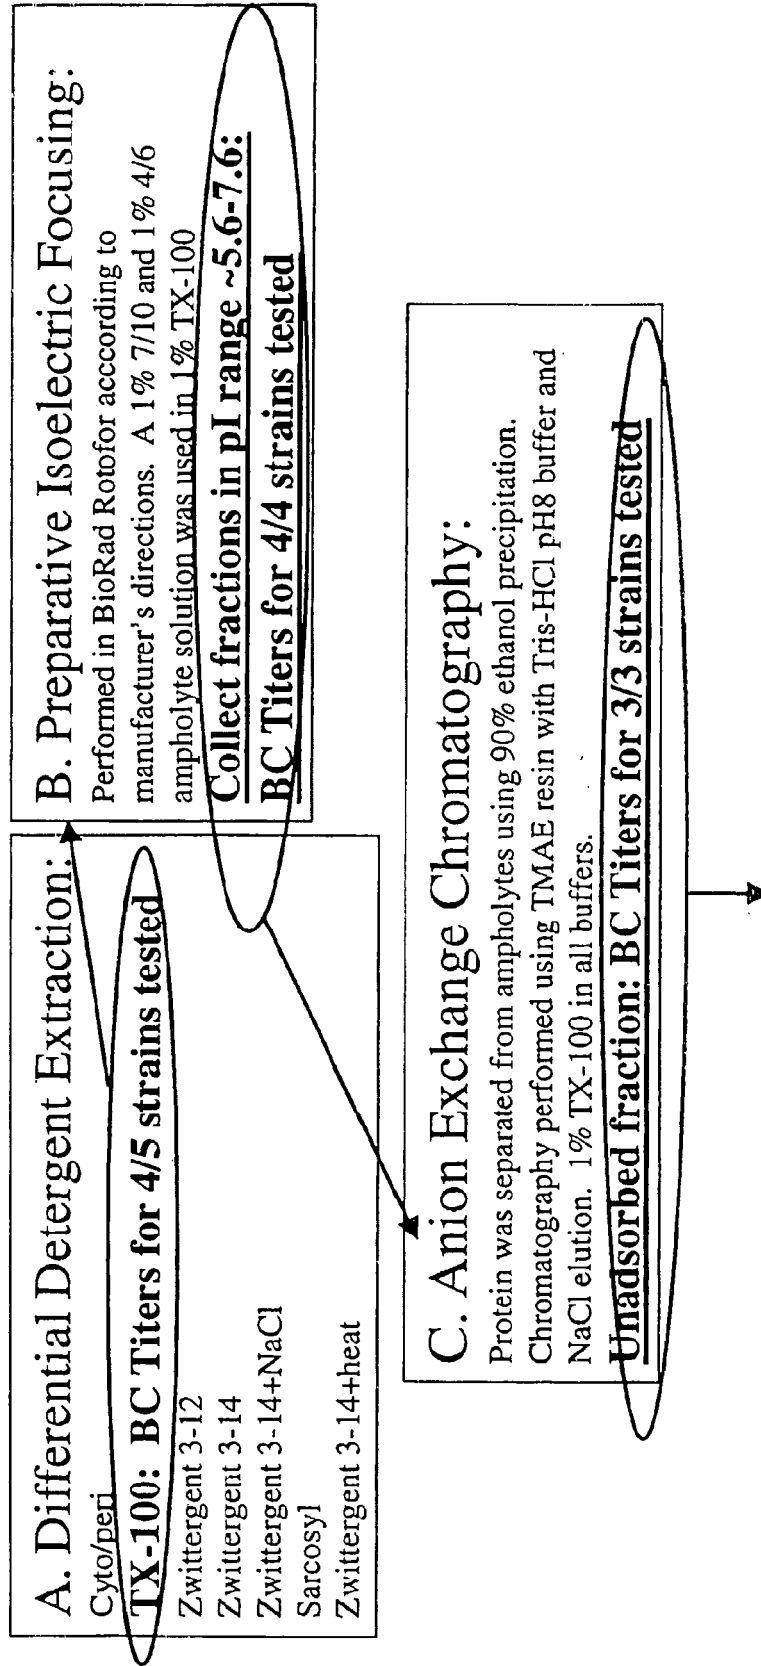 A. Differential Detergent Extraction:
Cyto/peri
TX-100: BC Titers for 4/5 strains tested
Zwittergent 3-12
Zwittergent 3-14
Zwittergent 3-14+NaCl
Sarcosyl
Zwittergent 3-14+heat
B. Preparative Isoelectric Focusing:
Performed in BioRad Rotofor acccording to
manufacturer's directions. A 1% 7/10 and 1% 4/6
ampholyte solution was used in 1% TX-100
Collect fractions in pI range ~5.6-7.6:
BC Titers for 4/4 strains tested
C. Anion Exchange Chromatography:
Protein was separated from ampholytes using 90% ethanol precipitation.
Chromatography performed using TMAE resin with Tris-HCl pH8 buffer and
NaCl elution. 1% TX-100 in all buffers.
Unadsorbed fraction: BC Titers for 3/3 strains tested